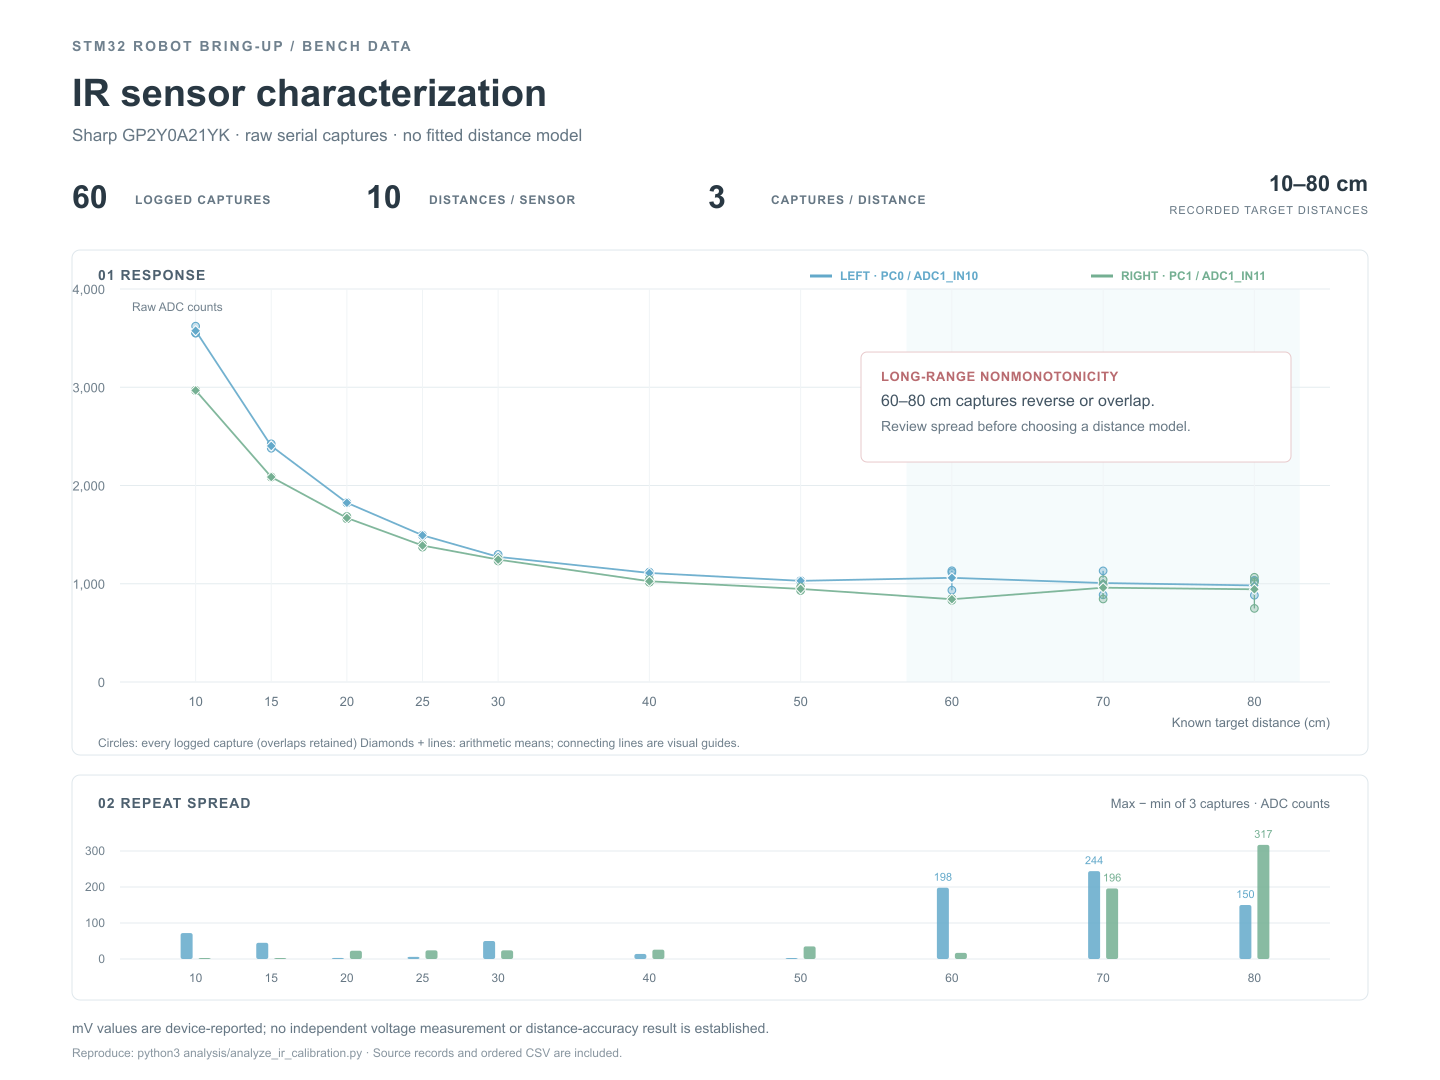 STM32 ROBOT BRING-UP / BENCH DATA
IR sensor characterization
Sharp GP2Y0A21YK · raw serial captures · no fitted distance model
60 LOGGED CAPTURES
10 DISTANCES / SENSOR
3 CAPTURES / DISTANCE
10–80 cm
RECORDED TARGET DISTANCES
01 RESPONSE
LEFT · PC0 / ADC1_IN10
RIGHT · PC1 / ADC1_IN11
4,000
Raw ADC counts
3,000
LONG-RANGE NONMONOTONICITY
60–80 cm captures reverse or overlap.
Review spread before choosing a distance model.
2,000
1,000
0
10 15 20 25 30 40 50 60 70 80
Known target distance (cm)
Circles: every logged capture (overlaps retained) Diamonds + lines: arithmetic means; connecting lines are visual guides.
02 REPEAT SPREAD
Max − min of 3 captures · ADC counts
317
300
244
198
196
200
150
100
0
10 15 20 25 30 40 50 60 70 80
mV values are device-reported; no independent voltage measurement or distance-accuracy result is established.
Reproduce: python3 analysis/analyze_ir_calibration.py · Source records and ordered CSV are included.